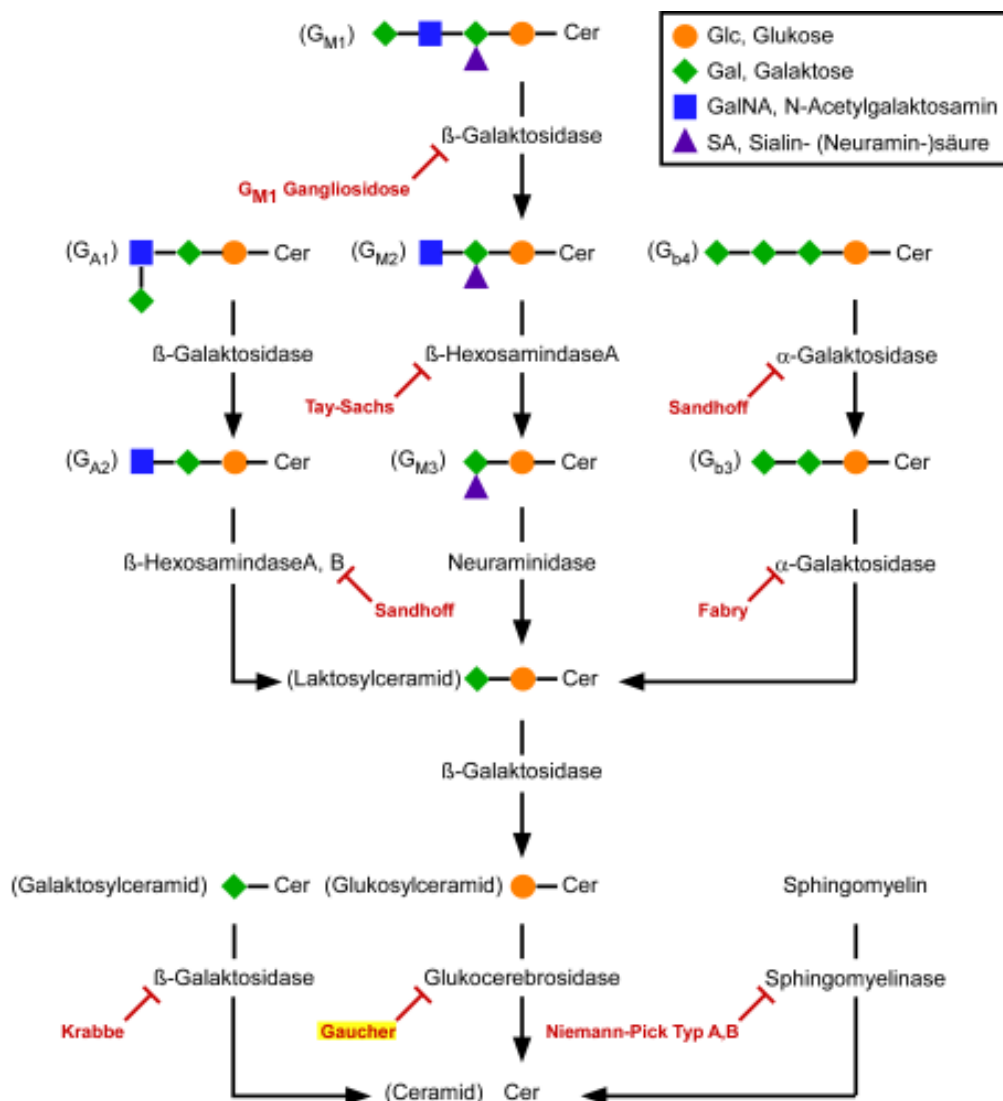 (GM1) Cer
Glc, Glukose
Gal, Galaktose
GalNA, N-Acetylgalaktosamin
SA, Sialin- (Neuramin-)säure
ß-Galaktosidase
GM1 Gangliosidose
(GA1) Cer
(GM2) Cer
(Gb4) Cer
ß-Galaktosidase
ß-HexosamindaseA
α-Galaktosidase
Tay-Sachs
Sandhoff
(GA2) Cer
(GM3) Cer
(Gb3) Cer
ß-HexosamindaseA, B
Neuraminidase
α-Galaktosidase
Sandhoff
Fabry
(Laktosylceramid) Cer
ß-Galaktosidase
(Galaktosylceramid) Cer
(Glukosylceramid) Cer
Sphingomyelin
ß-Galaktosidase
Glukocerebrosidase
Sphingomyelinase
Krabbe
Gaucher
Niemann-Pick Typ A,B
(Ceramid) Cer